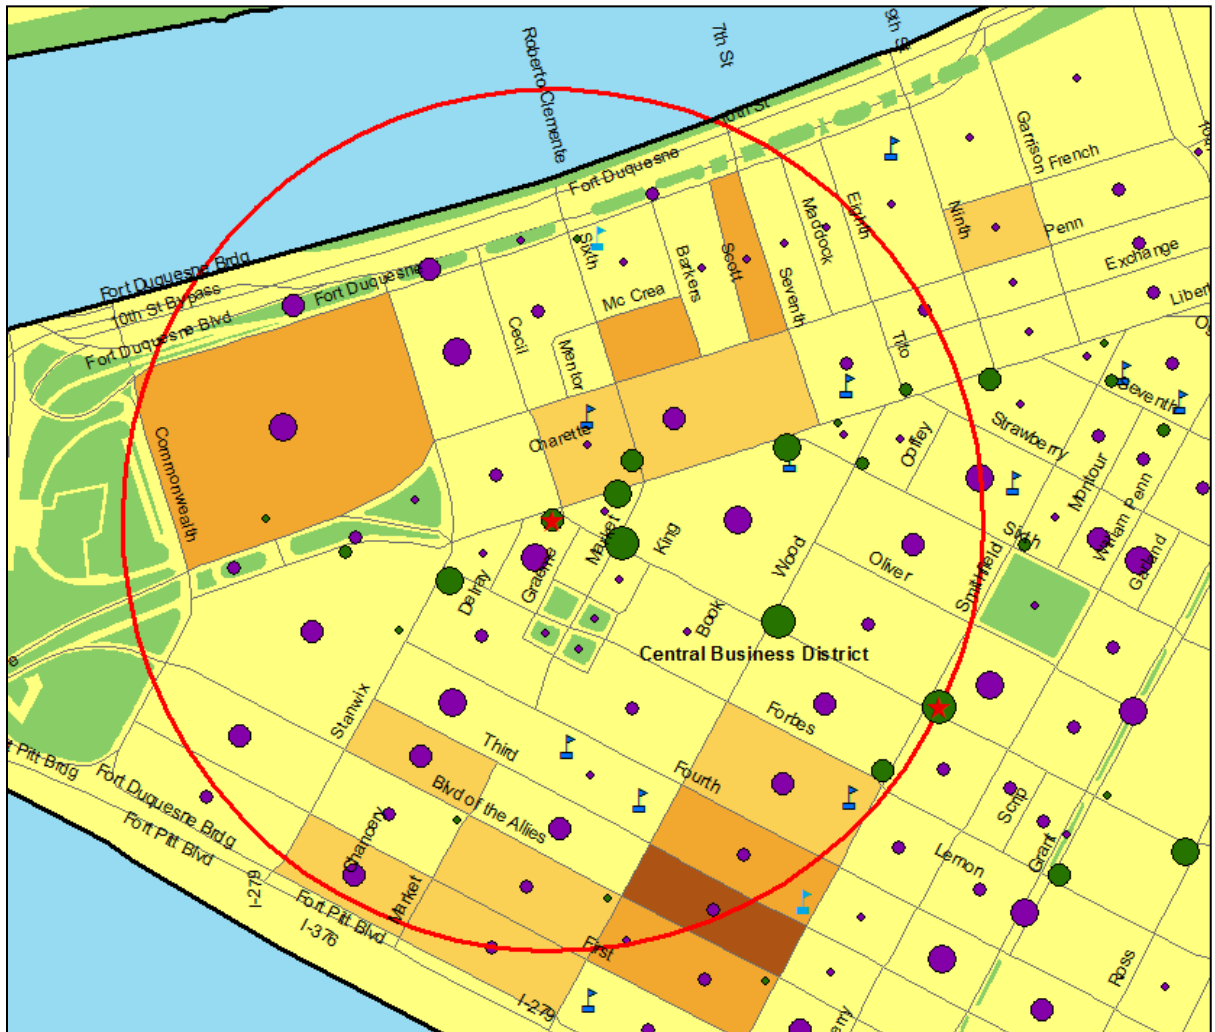 Roberto Clemente
7th St
9th St
10th St
Garrison
French
Fort Duquesne
Fort Duquesne Brdg
10th St Bypass
Fort Duquesne
Fort Duquesne Blvd
Sixth
Barkers
Scott
Maddock
Eighth
Ninth
Penn
Exchange
Seventh
Mc Crea
Cecil
Mentor
Tito
Charette
Commonwealth
Coffey
Strawberry
Seventh
Montour
William Penn
Sixth
Garland
Market
King
Wood
Oliver
Smithfield
Graeme
Delray
Book
Central Business District
Stanwix
Forbes
Third
Fourth
t Pitt Brdg
Fort Duquesne Brdg
Fort Pitt Blvd
Blvd of the Allies
Chancery
Market
Scrip
Lemon
Grant
I-279
Fort Pitt Blvd
I-376
First
I-279
Ross
erry